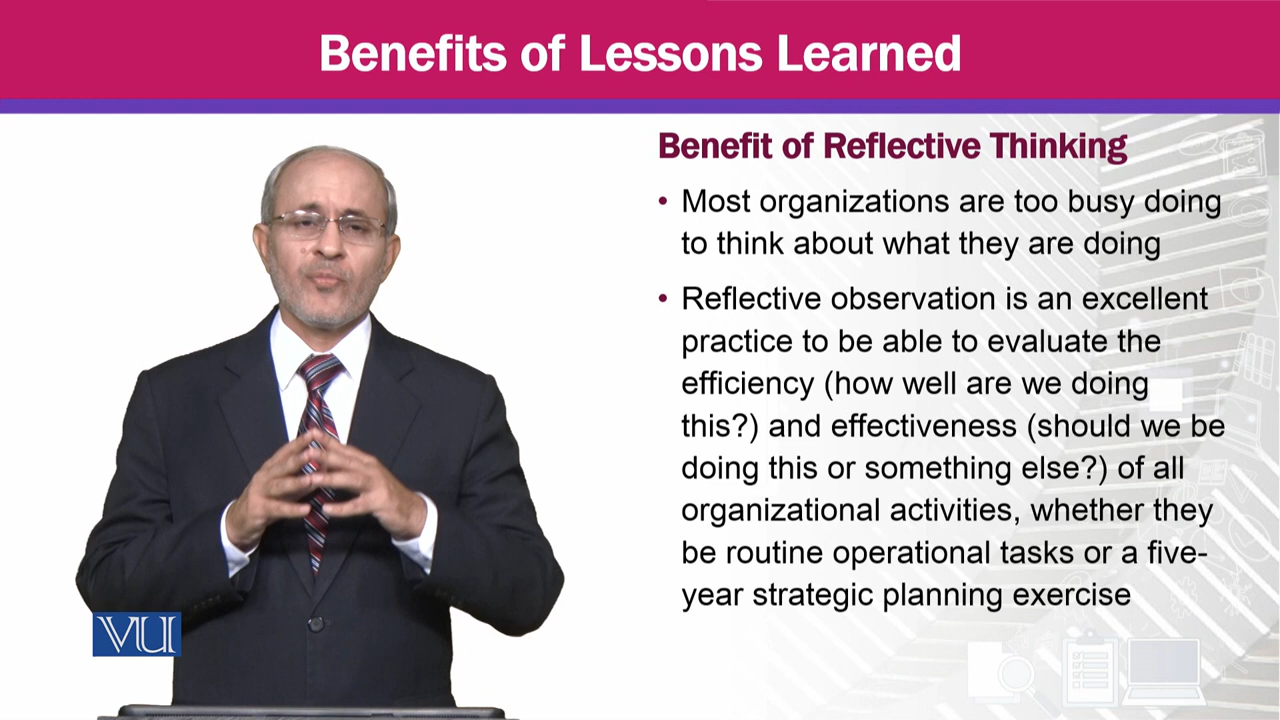 Benefits of Lessons Learned
Benefit of Reflective Thinking
• Most organizations are too busy doing
to think about what they are doing
• Reflective observation is an excellent
practice to be able to evaluate the
efficiency (how well are we doing
this?) and effectiveness (should we be
doing this or something else?) of all
organizational activities, whether they
be routine operational tasks or a five-
year strategic planning exercise
VU